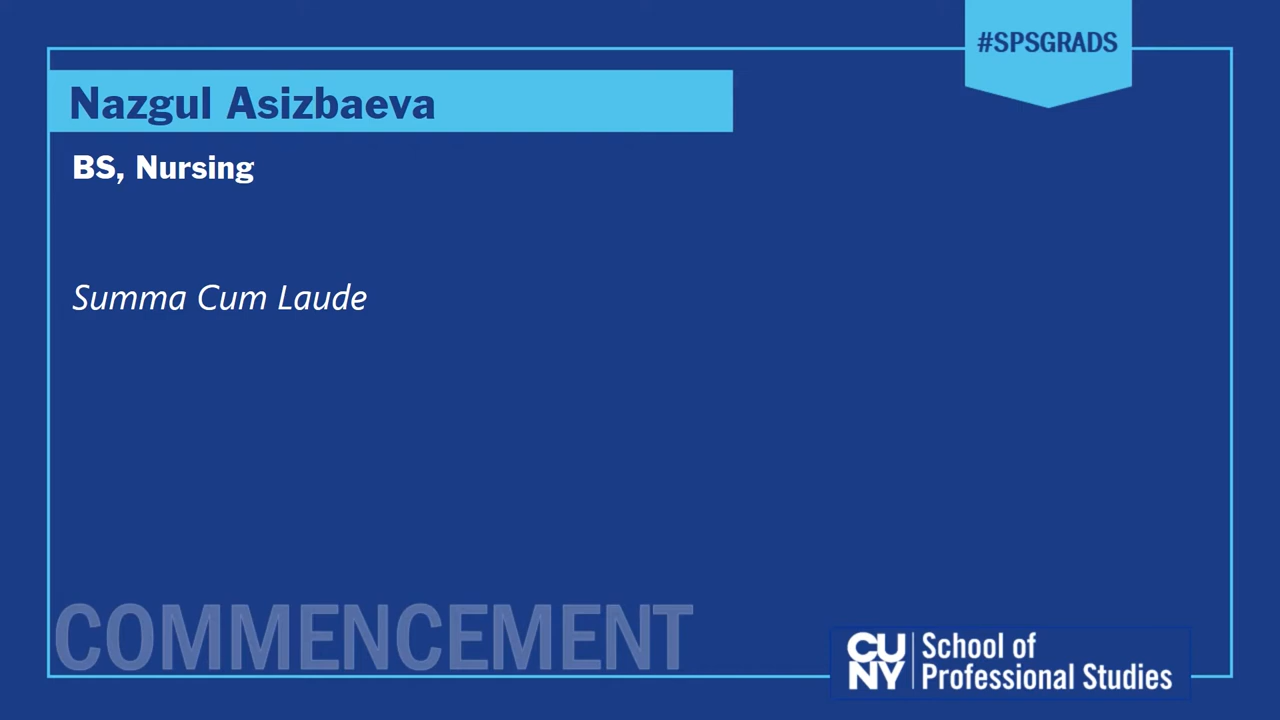 #SPSGRADS
Nazgul Asizbaeva
BS, Nursing
Summa Cum Laude
COMMENCEMENT
CU
NY
School of
Professional Studies